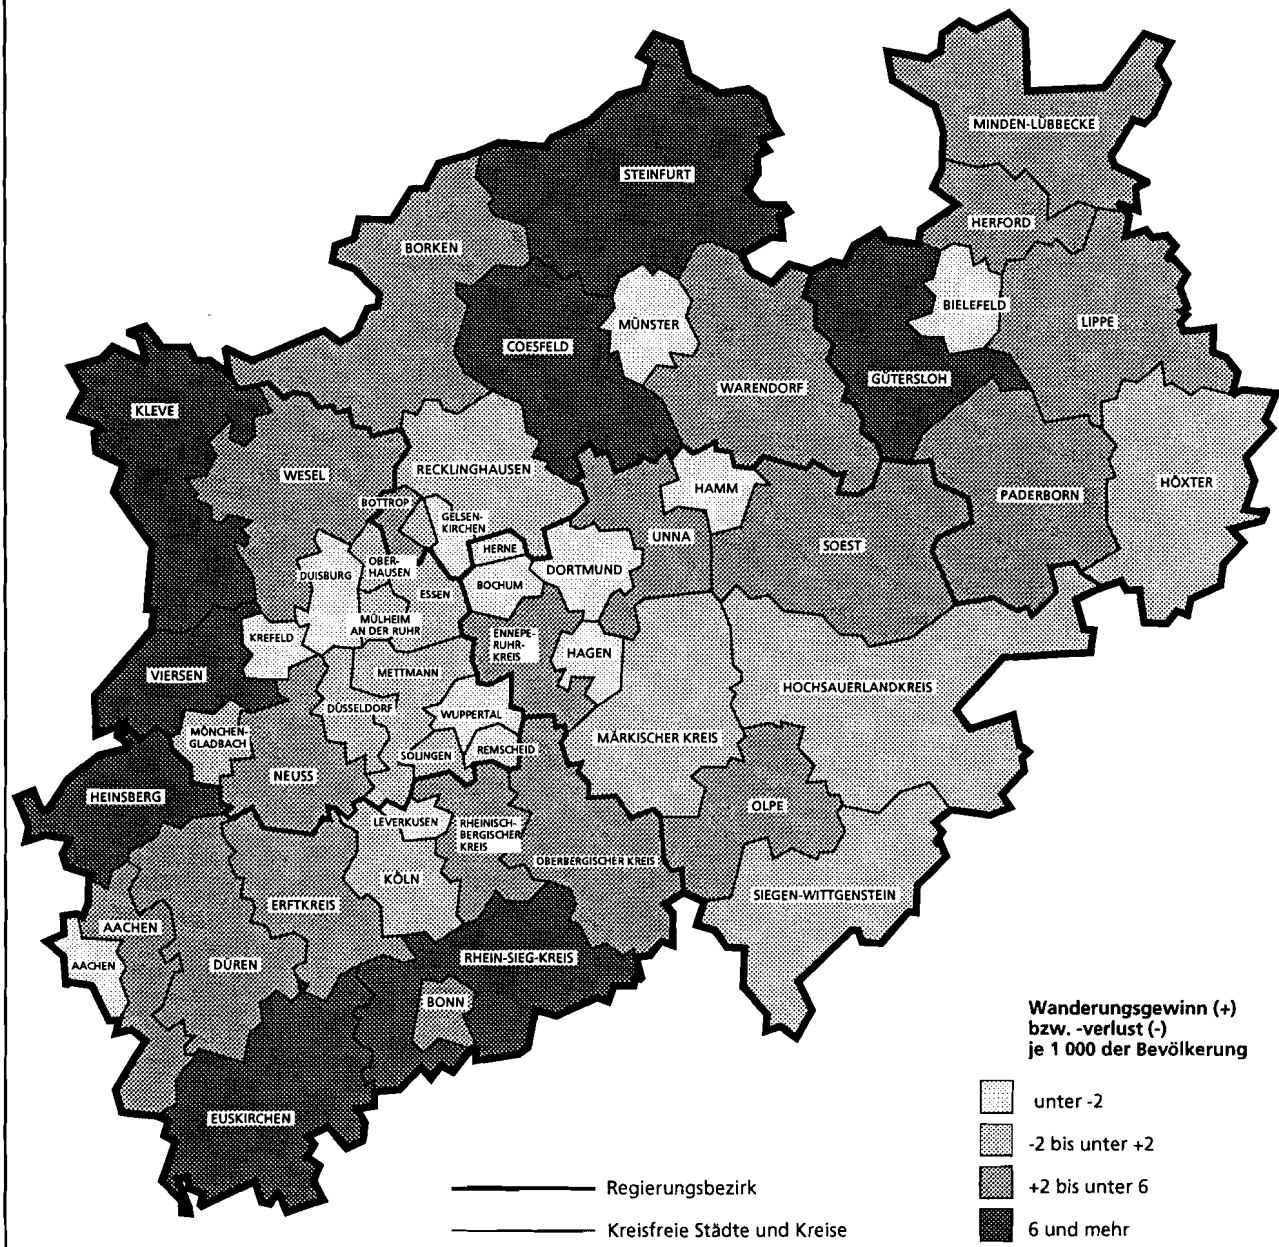 MINDEN-LÜBBECKE
STEINFURT
HERFORD
BORKEN
BIELEFELD
MÜNSTER
LIPPE
COESFELD
GÜTERSLOH
WARENDORF
KLEVE
RECKLINGHAUSEN
WESEL
HÖXTER
HAMM
PADERBORN
BOTTROP
GELSEN-
KIRCHEN
UNNA
SOEST
HERNE
OBER-
HAUSEN
DORTMUND
DUISBURG
BOCHUM
ESSEN
MÜLHEIM
AN DER RUHR
KREFELD
ENNEPE-
RUHR-
KREIS
HAGEN
METTMANN
VIERSEN
HOCHSAUERLANDKREIS
DÜSSELDORF
WUPPERTAL
MÖNCHEN-
GLADBACH
MÄRKISCHER KREIS
SOLINGEN
REMSCHEID
NEUSS
HEINSBERG
OLPE
LEVERKUSEN
RHEINISCH-
BERGISCHER
KREIS
OBERBERGISCHER KREIS
KÖLN
SIEGEN-WITTGENSTEIN
ERFTKREIS
AACHEN
RHEIN-SIEG-KREIS
AACHEN
DÜREN
BONN
EUSKIRCHEN
Wanderungsgewinn (+)
bzw. -verlust (-)
je 1 000 der Bevölkerung
unter -2
-2 bis unter +2
+2 bis unter 6
6 und mehr
Regierungsbezirk
Kreisfreie Städte und Kreise